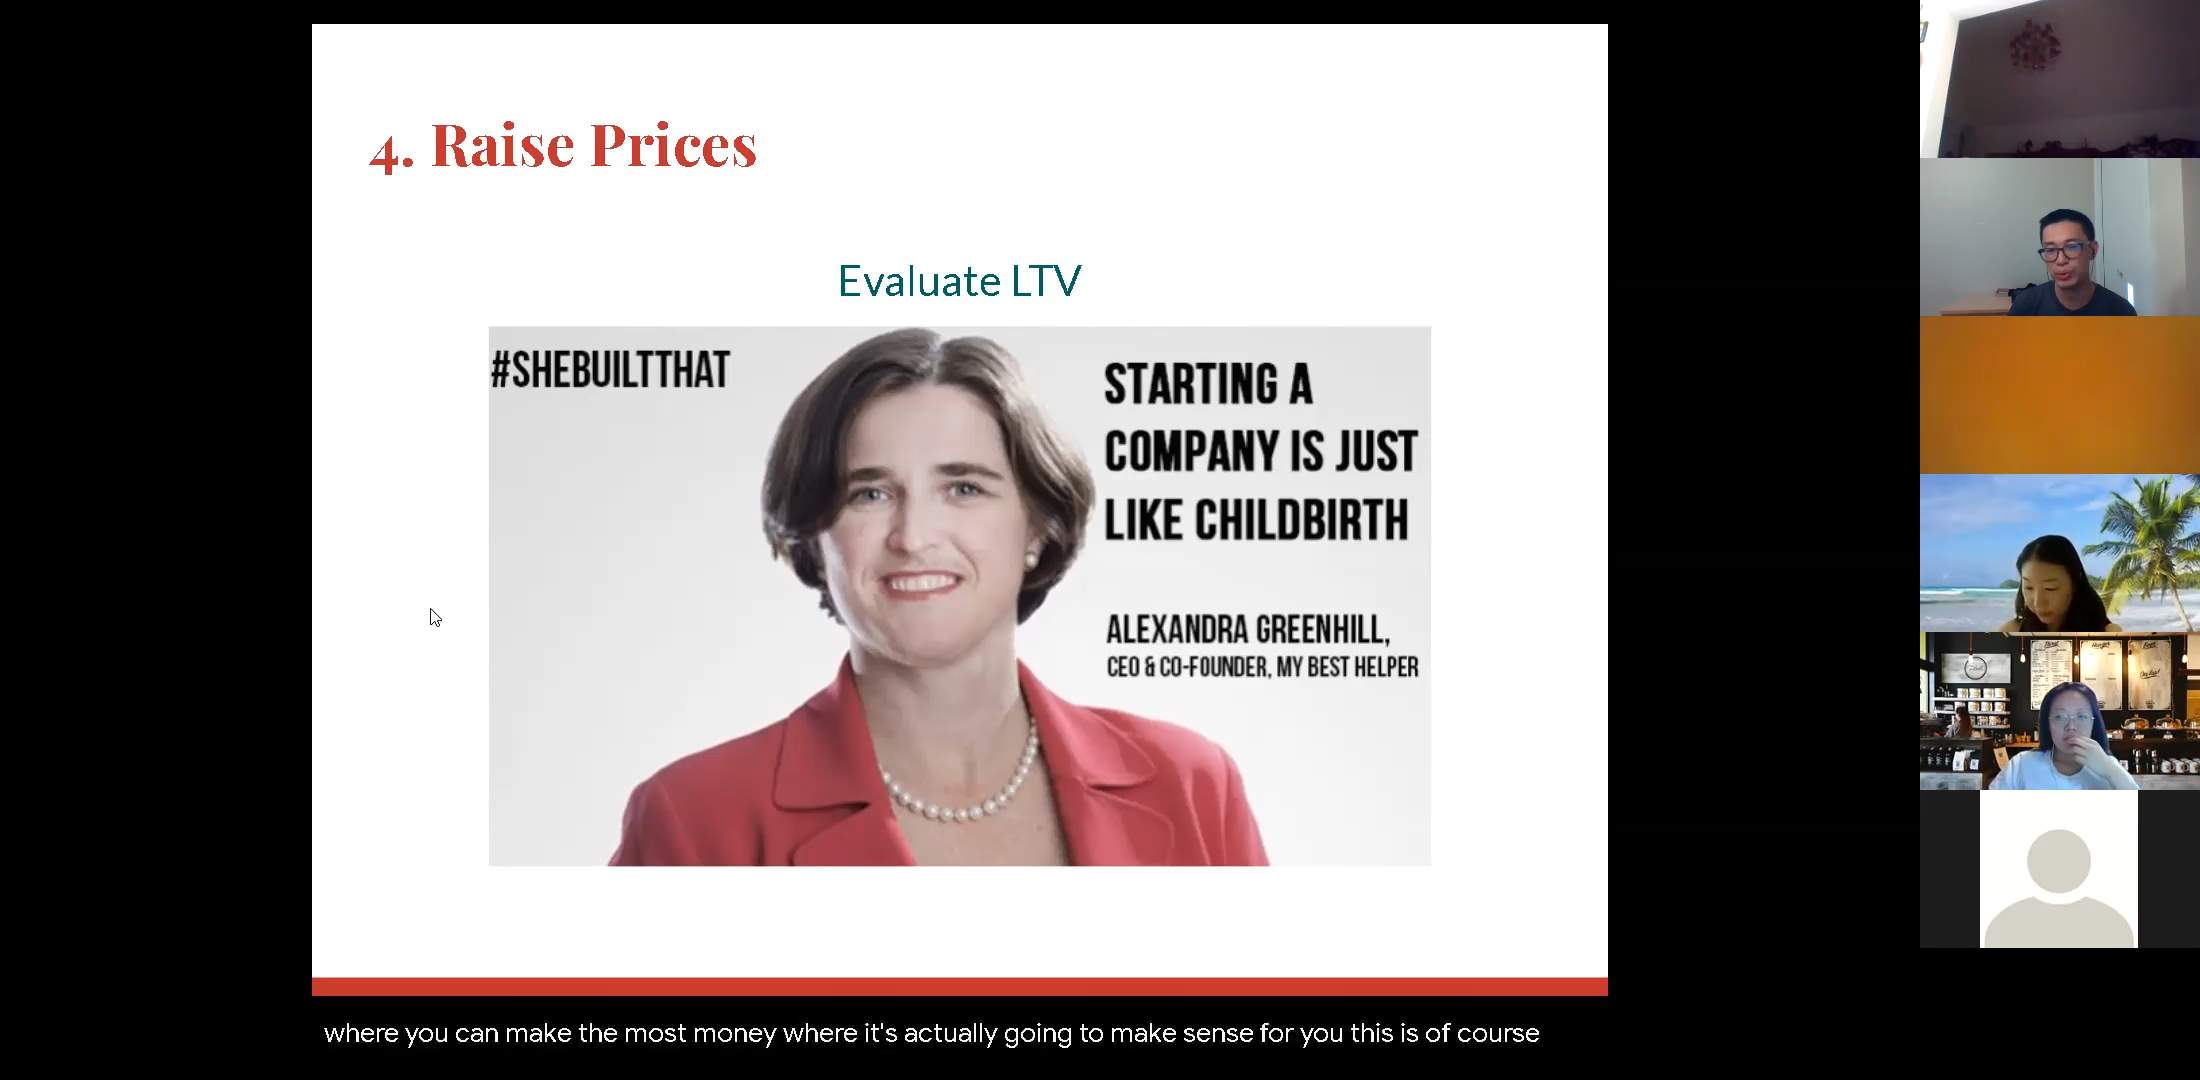 4. Raise Prices
Evaluate LTV
#SHEBUILTTHAT
STARTING A
COMPANY IS JUST
LIKE CHILDBIRTH
ALEXANDRA GREENHILL,
CEO & CO-FOUNDER, MY BEST HELPER
where you can make the most money where it's actually going to make sense for you this is of course